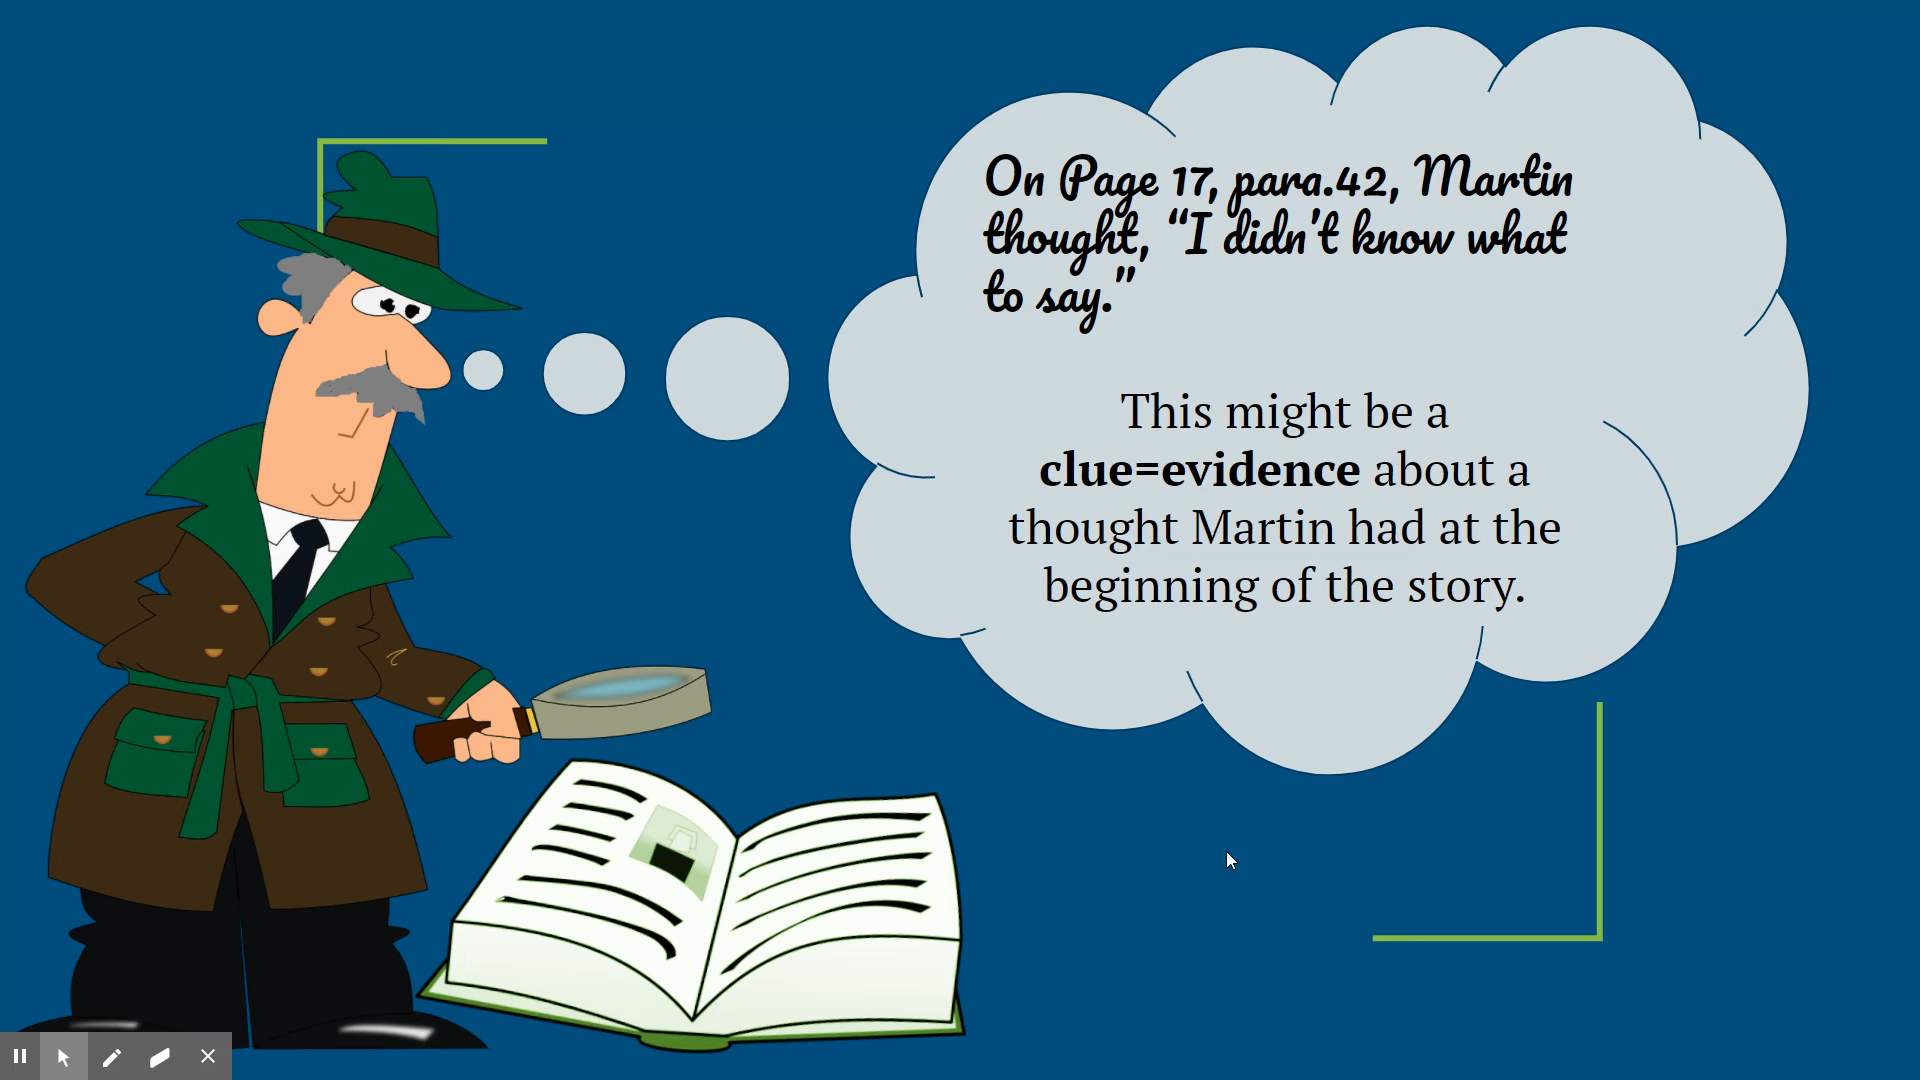 On Page 17, para.42, Martin
thought, “I didn’t know what
to say.”
This might be a
clue=evidence about a
thought Martin had at the
beginning of the story.